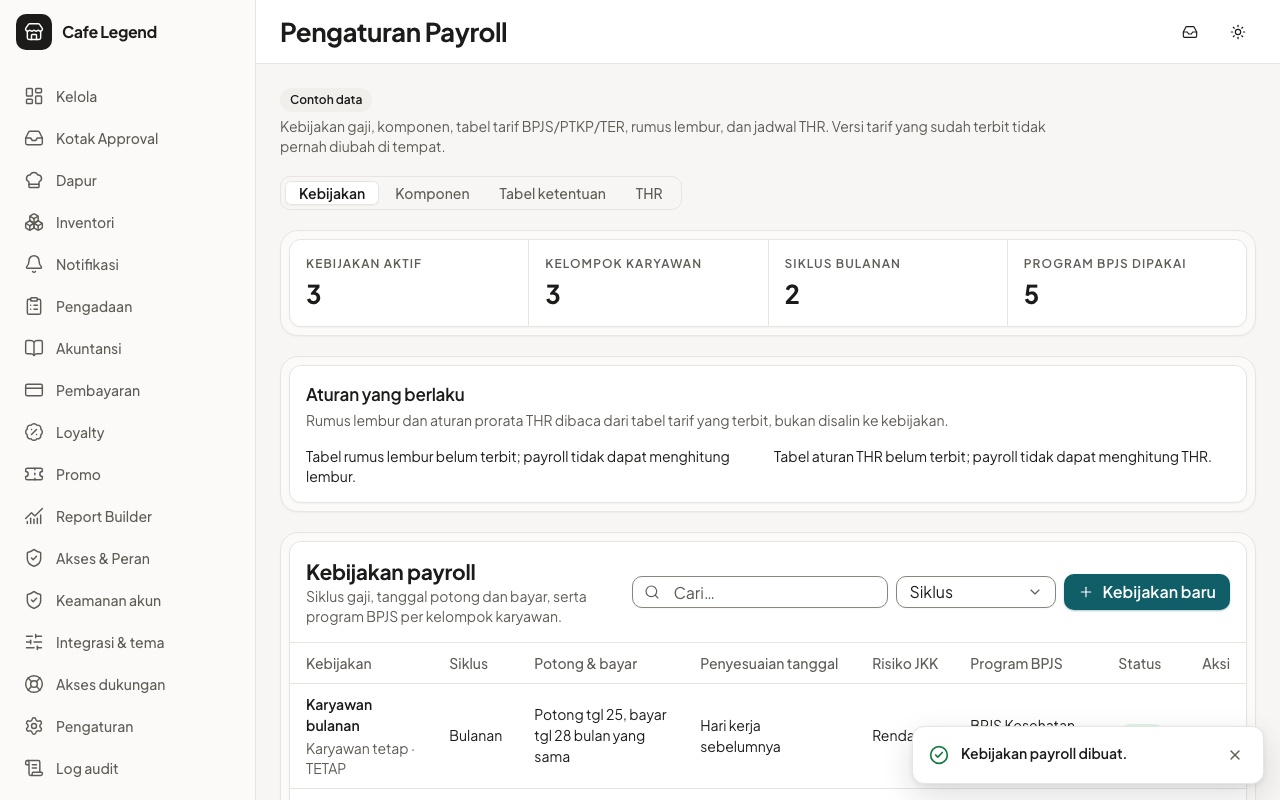 Cafe Legend
Pengaturan Payroll
Kelola
Kotak Approval
Dapur
Inventori
Notifikasi
Pengadaan
Akuntansi
Pembayaran
Loyalty
Promo
Report Builder
Akses & Peran
Keamanan akun
Integrasi & tema
Akses dukungan
Pengaturan
Log audit
Contoh data
Kebijakan gaji, komponen, tabel tarif BPJS/PTKP/TER, rumus lembur, dan jadwal THR. Versi tarif yang sudah terbit tidak
pernah diubah di tempat.
Kebijakan Komponen Tabel ketentuan THR
KEBIJAKAN AKTIF KELOMPOK KARYAWAN SIKLUS BULANAN PROGRAM BPJS DIPAKAI
3 3 2 5
Aturan yang berlaku
Rumus lembur dan aturan prorata THR dibaca dari tabel tarif yang terbit, bukan disalin ke kebijakan.
Tabel rumus lembur belum terbit; payroll tidak dapat menghitung
lembur.
Tabel aturan THR belum terbit; payroll tidak dapat menghitung THR.
Kebijakan payroll
Siklus gaji, tanggal potong dan bayar, serta
program BPJS per kelompok karyawan.
Cari...
Siklus
Kebijakan baru
Kebijakan Siklus Potong & bayar Penyesuaian tanggal Risiko JKK Program BPJS Status Aksi
Karyawan
bulanan
Karyawan tetap ·
TETAP
Bulanan
Potong tgl 25, bayar
tgl 28 bulan yang
sama
Hari kerja
sebelumnya
BPJS Kesehatan
Kebijakan payroll dibuat.